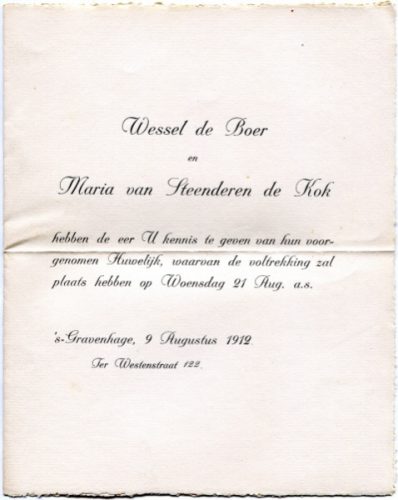 Wessel de Boer
en
Maria van Steenderen de Kok
hebben de eer U kennis te geven van hun voor-
genomen Huwelijk, waarvan de voltrekking zal
plaats hebben op Woensdag 21 Aug. a.s.
's-Gravenhage, 9 Augustus 1912.
Ter Westenstraat 122.